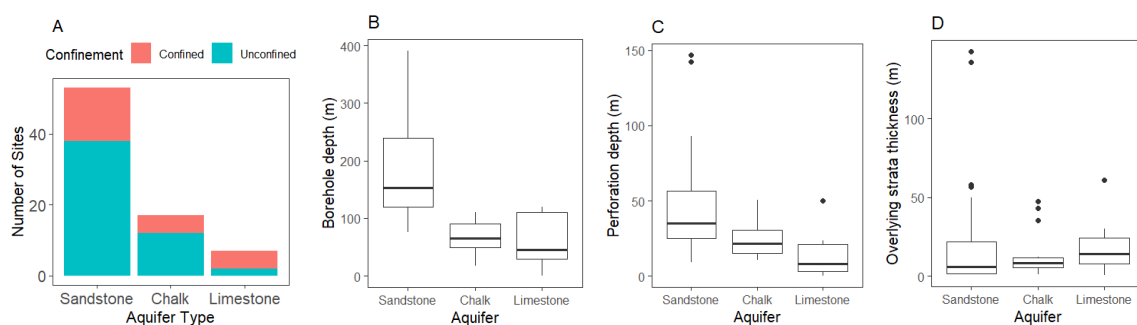 A
Confinement Confined Unconfined
Number of Sites
40
20
0
Sandstone Chalk Limestone
Aquifer Type
B
Borehole depth (m)
400
300
200
100
0
Sandstone Chalk Limestone
Aquifer
C
Perforation depth (m)
150
100
50
0
Sandstone Chalk Limestone
Aquifer
D
Overlying strata thickness (m)
100
50
0
Sandstone Chalk Limestone
Aquifer